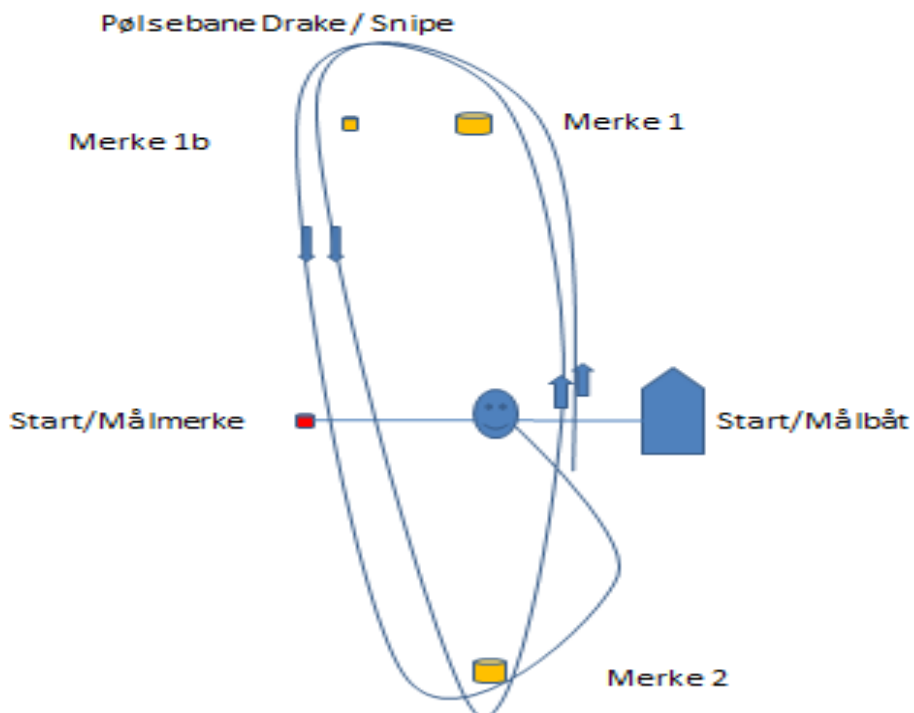 Pølsebane Drake / Snipe
Merke 1
Merke 1b
Start/Målmerke
Start/Målbåt
Merke 2